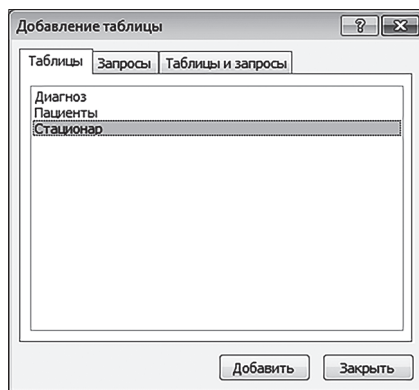 Добавление таблицы
Таблицы Запросы Таблицы и запросы
Диагноз
Пациенты
Стационар
Добавить Закрыть